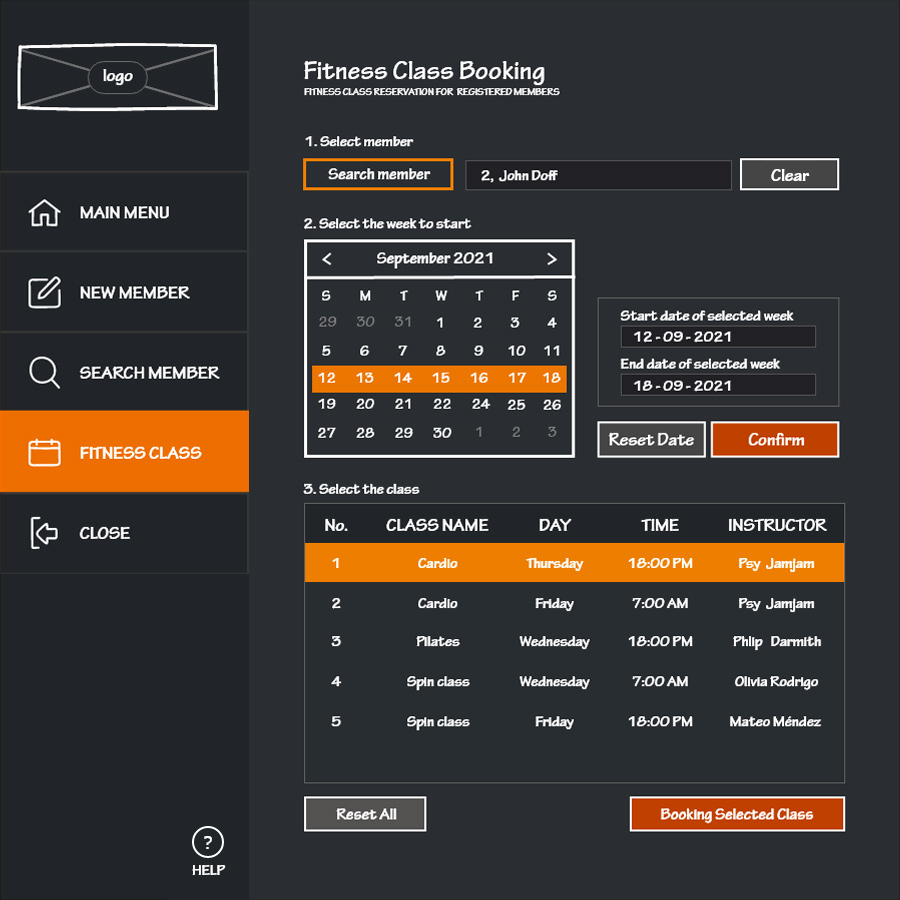 logo
MAIN MENU
NEW MEMBER
SEARCH MEMBER
FITNESS CLASS
CLOSE
?
HELP
Fitness Class Booking
FITNESS CLASS RESERVATION FOR REGISTERED MEMBERS
1. Select member
Search member 2, John Doff Clear
2. Select the week to start
< September 2021 >
S M T W T F S
29 30 31 1 2 3 4
5 6 7 8 9 10 11
12 13 14 15 16 17 18
19 20 21 22 24 25 26
27 28 29 30 1 2 3
Start date of selected week
12 - 09 - 2021
End date of selected week
18 - 09 - 2021
Reset Date Confirm
3. Select the class
No. CLASS NAME DAY TIME INSTRUCTOR
1 Cardio Thursday 18:00 PM Psy Jamjam
2 Cardio Friday 7:00 AM Psy Jamjam
3 Pilates Wednesday 18:00 PM Phlip Darmith
4 Spin class Wednesday 7:00 AM Olivia Rodrigo
5 Spin class Friday 18:00 PM Mateo Méndez
Reset All Booking Selected Class